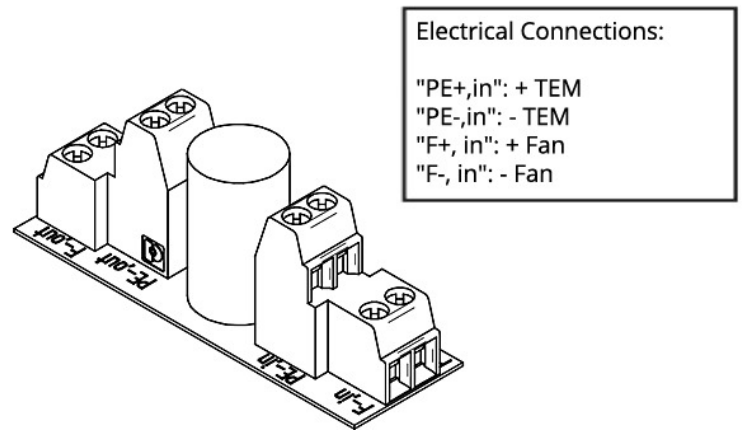 Electrical Connections:
"PE+,in": + TEM
"PE-,in": - TEM
"F+, in": + Fan
"F-, in": - Fan
F-,out
PE-,out
PE-,in
F-,in